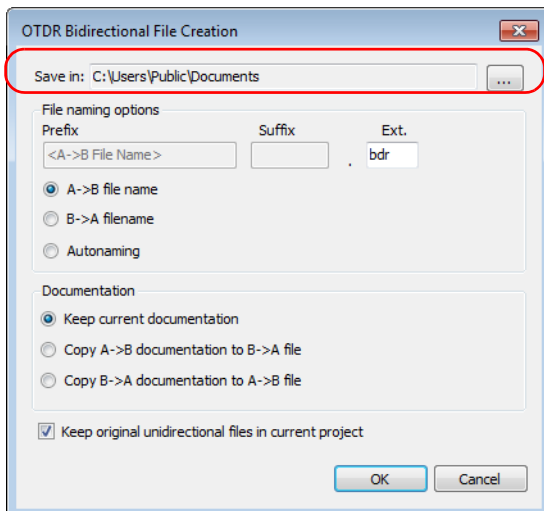 OTDR Bidirectional File Creation
Save in: C:\Users\Public\Documents ...
File naming options
Prefix Suffix Ext.
<A->B File Name> . bdr
A->B file name
B->A filename
Autonaming
Documentation
Keep current documentation
Copy A->B documentation to B->A file
Copy B->A documentation to A->B file
Keep original unidirectional files in current project
OK Cancel